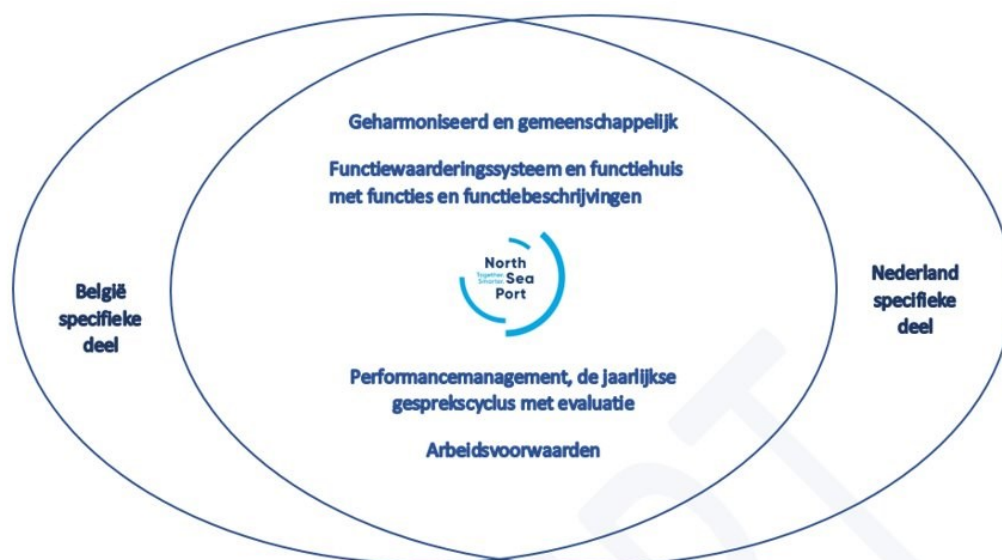 Geharmoniseerd en gemeenschappelijk
Functiewaarderingssysteem en functiehuis
met functies en functiebeschrijvingen
North
Together. Sea
Smarter.
Port
België
specifieke
deel
Nederland
specifieke
deel
Performancemanagement, de jaarlijkse
gesprekscyclus met evaluatie
Arbeidsvoorwaarden